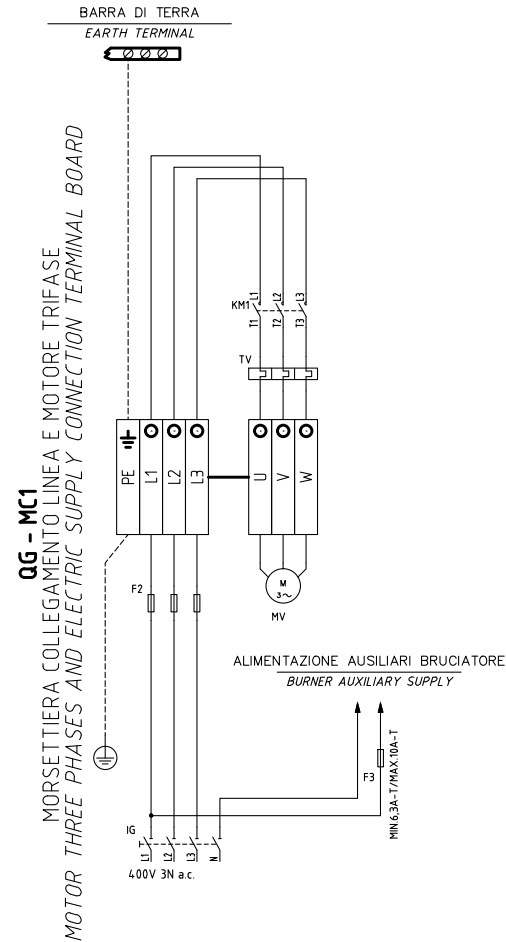 BARRA DI TERRA
EARTH TERMINAL
QG - MC1
MORSETTIERA COLLEGAMENTO LINEA E MOTORE TRIFASE
MOTOR THREE PHASES AND ELECTRIC SUPPLY CONNECTION TERMINAL BOARD
KM1
L1 L2 L3
T1 T2 T3
TV
PE L1 L2 L3 U V W
F2
M
3~
MV
ALIMENTAZIONE AUSILIARI BRUCIATORE
BURNER AUXILIARY SUPPLY
F3
MIN.6,3A-T/MAX.10A-T
IG
L1 L2 L3 N
400V 3N a.c.